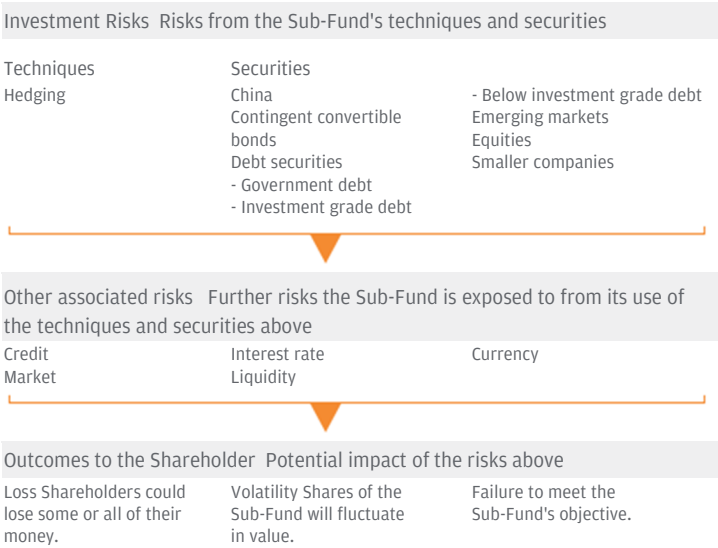 Investment Risks Risks from the Sub-Fund's techniques and securities
Techniques
Hedging
Securities
China
Contingent convertible
bonds
Debt securities
- Government debt
- Investment grade debt
- Below investment grade debt
Emerging markets
Equities
Smaller companies
Other associated risks Further risks the Sub-Fund is exposed to from its use of
the techniques and securities above
Credit
Market
Interest rate
Liquidity
Currency
Outcomes to the Shareholder Potential impact of the risks above
Loss Shareholders could
lose some or all of their
money.
Volatility Shares of the
Sub-Fund will fluctuate
in value.
Failure to meet the
Sub-Fund's objective.